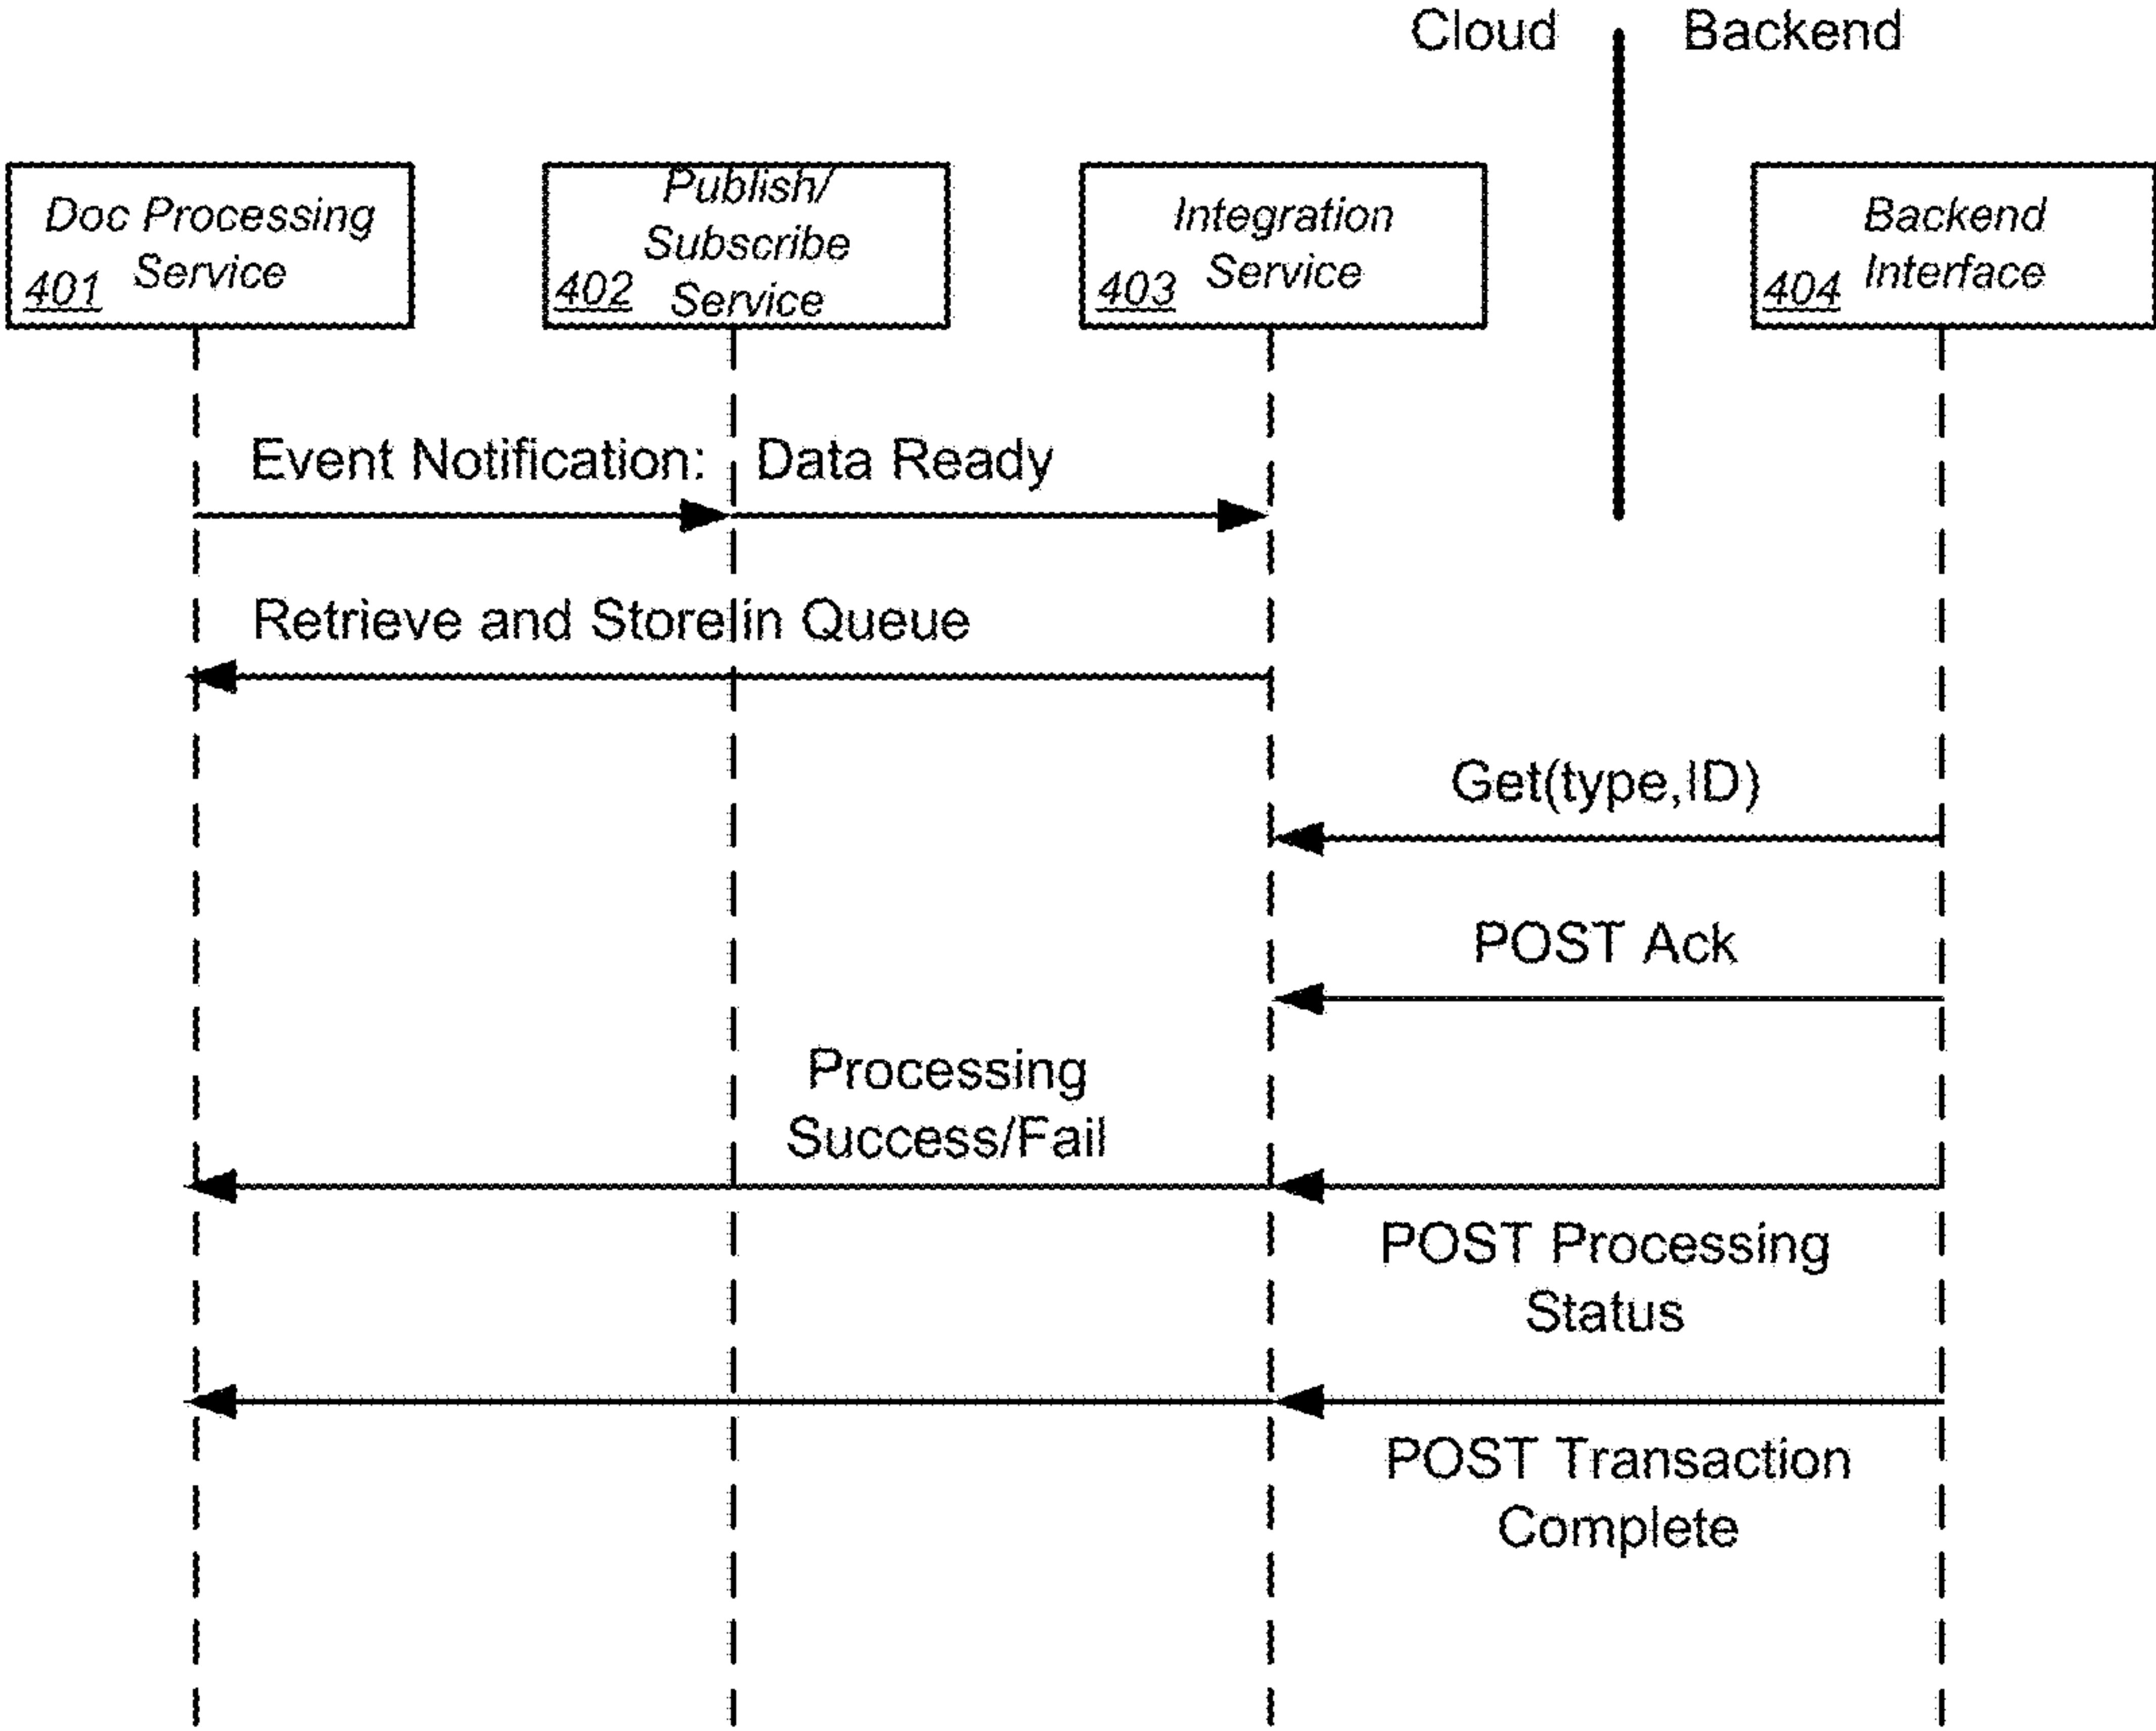 Cloud
Backend
Doc Processing
Service
401
Publish/
Subscribe
Service
402
Integration
Service
403
Backend
Interface
404
Event Notification: Data Ready
Retrieve and Store in Queue
Get(type,ID)
POST Ack
Processing
Success/Fail
POST Processing
Status
POST Transaction
Complete